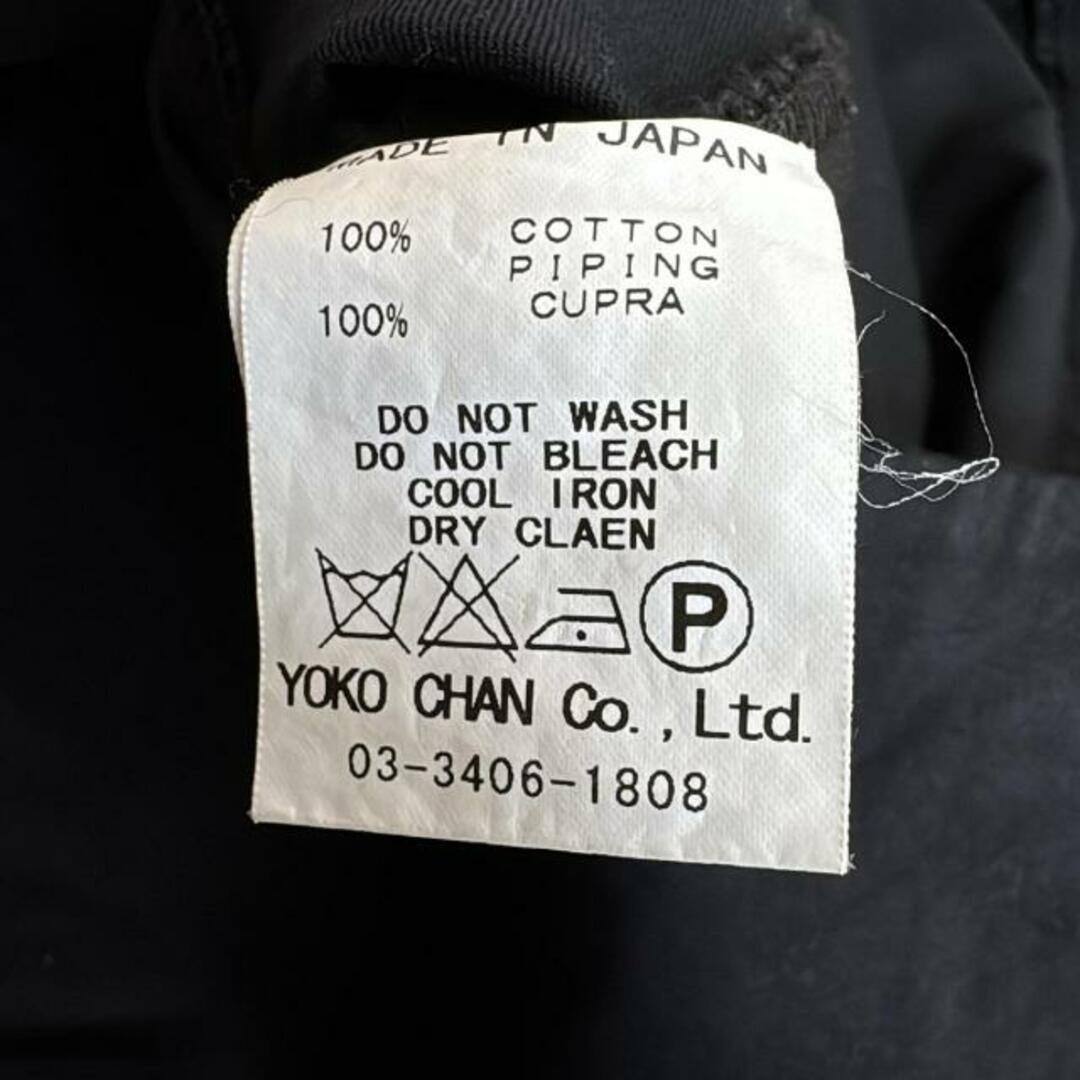 MADE IN JAPAN
100% COTTON
PIPING
100% CUPRA
DO NOT WASH
DO NOT BLEACH
COOL IRON
DRY CLAEN
P
YOKO CHAN Co., Ltd.
03-3406-1808